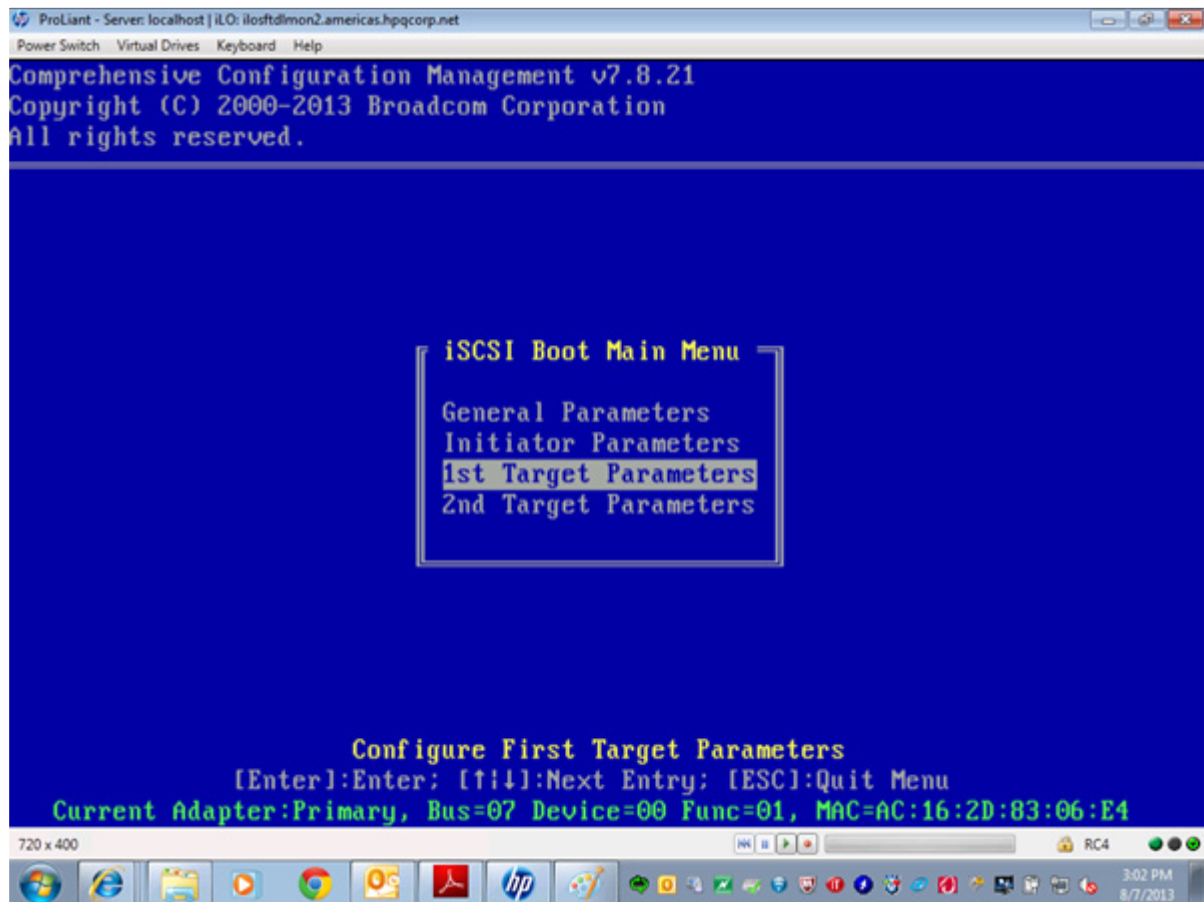 ProLiant - Server: localhost | iLO: ilosftdlmon2.americas.hpqcorp.net
Power Switch Virtual Drives Keyboard Help
Comprehensive Configuration Management v7.8.21
Copyright (C) 2000-2013 Broadcom Corporation
All rights reserved.
iSCSI Boot Main Menu
General Parameters
Initiator Parameters
1st Target Parameters
2nd Target Parameters
Configure First Target Parameters
[Enter]:Enter; [↑¦↓]:Next Entry; [ESC]:Quit Menu
Current Adapter:Primary, Bus=07 Device=00 Func=01, MAC=AC:16:2D:83:06:E4
720 x 400
RC4
hp
3:02 PM
8/7/2013